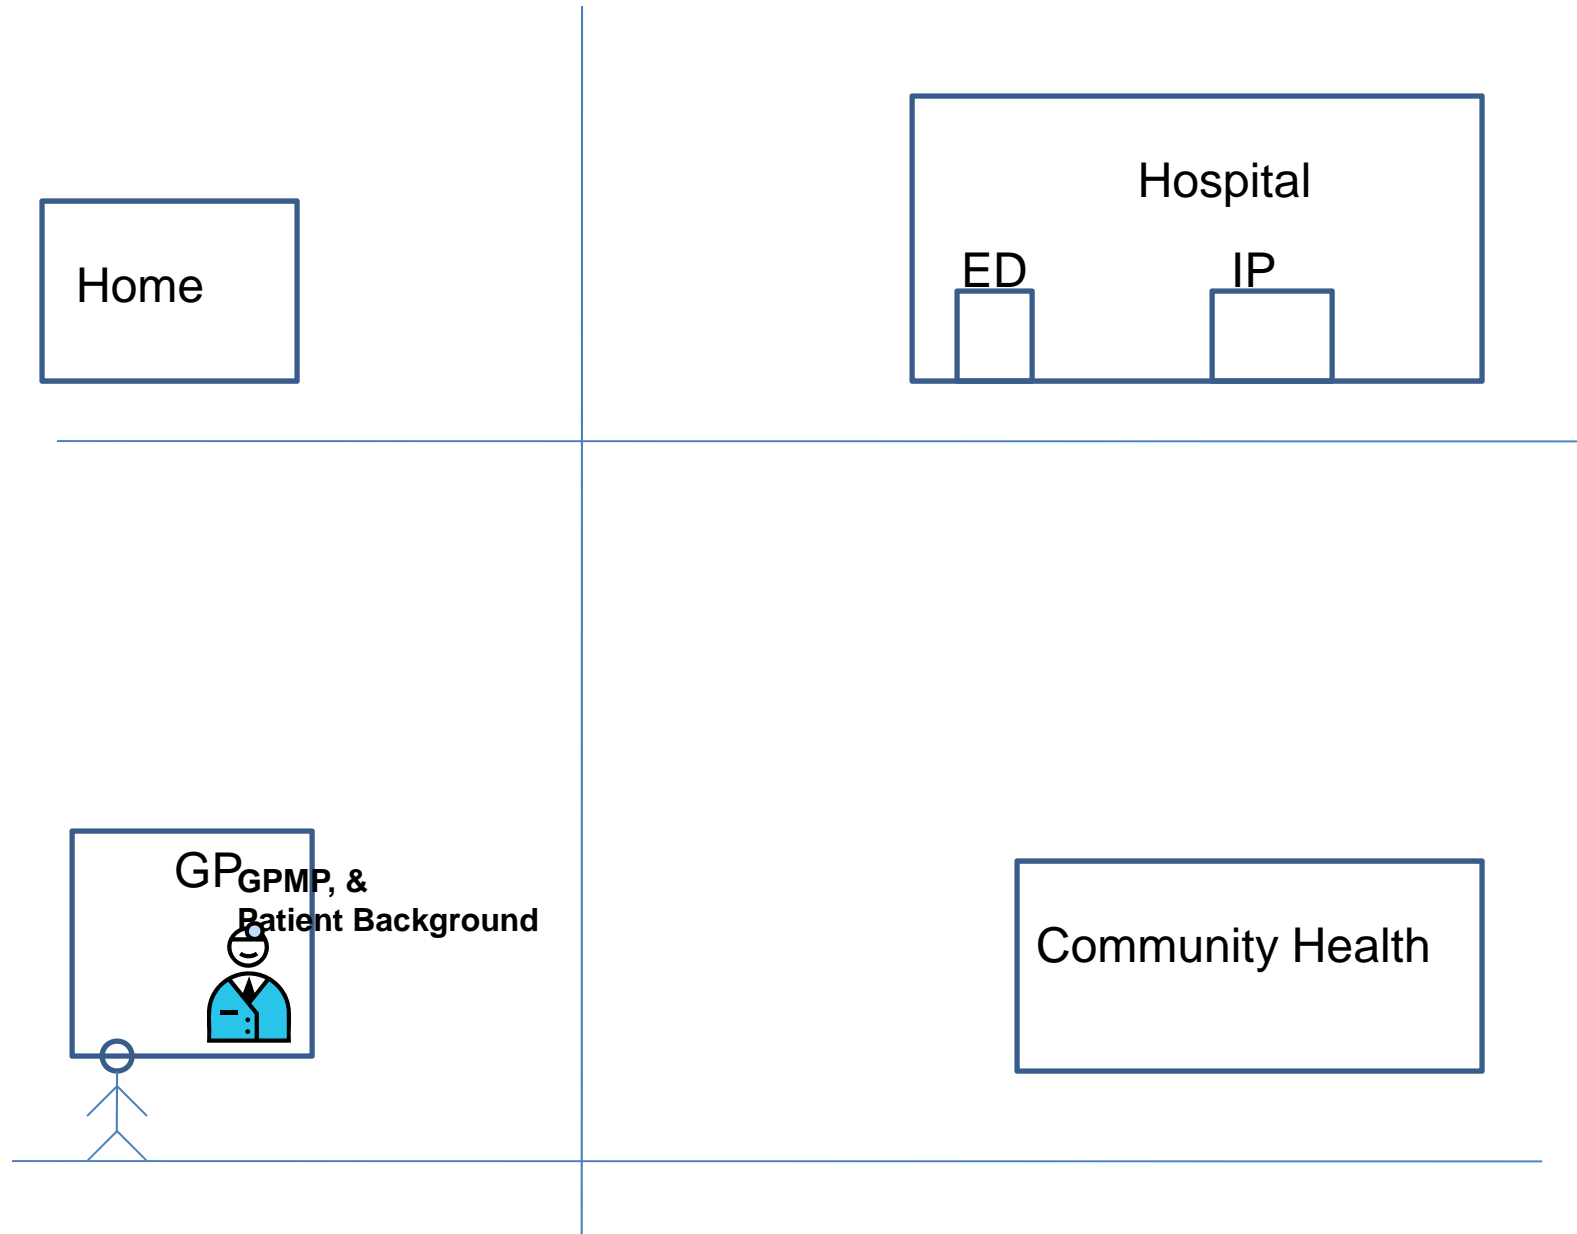 Hospital
ED
IP
Home
GP
GPMP, &
Patient Background
Community Health